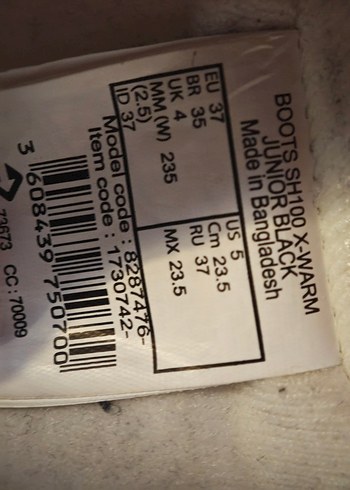 BOOTS SH100 X-WARM
JUNIOR BLACK
Made in Bangladesh
EU 37
BR 35
UK 4
MM (W) 235
(2.5)
ID 37
US 5
Cm 23.5
RU 37
MX 23.5
Model code : 8287476-
Item code : 1730742-
3 608439 750700
73673 CC : 70009